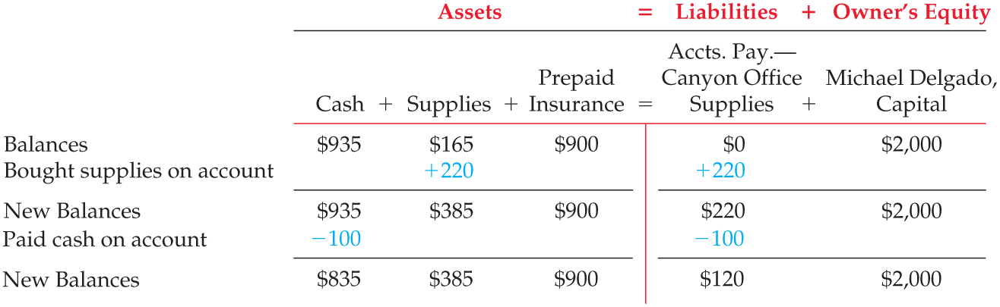 Assets = Liabilities + Owner's Equity
Accts. Pay.—
Prepaid Canyon Office Michael Delgado,
Cash + Supplies + Insurance = Supplies + Capital
Balances $935 $165 $900 $0 $2,000
Bought supplies on account +220 +220
New Balances $935 $385 $900 $220 $2,000
Paid cash on account −100 −100
New Balances $835 $385 $900 $120 $2,000